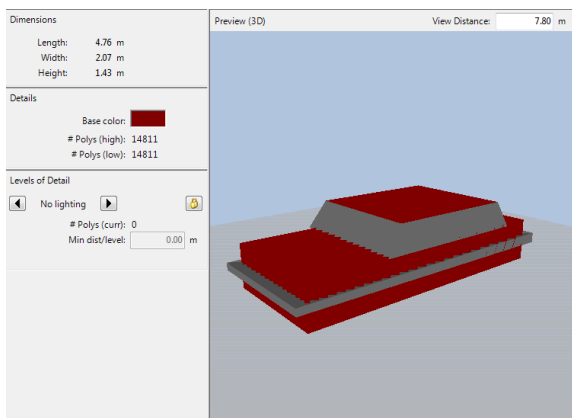 Dimensions
Length: 4.76 m
Width: 2.07 m
Height: 1.43 m
Details
Base color:
# Polys (high): 14811
# Polys (low): 14811
Levels of Detail
No lighting
# Polys (curr): 0
Min dist/level: 0.00 m
Preview (3D)
View Distance: 7.80 m